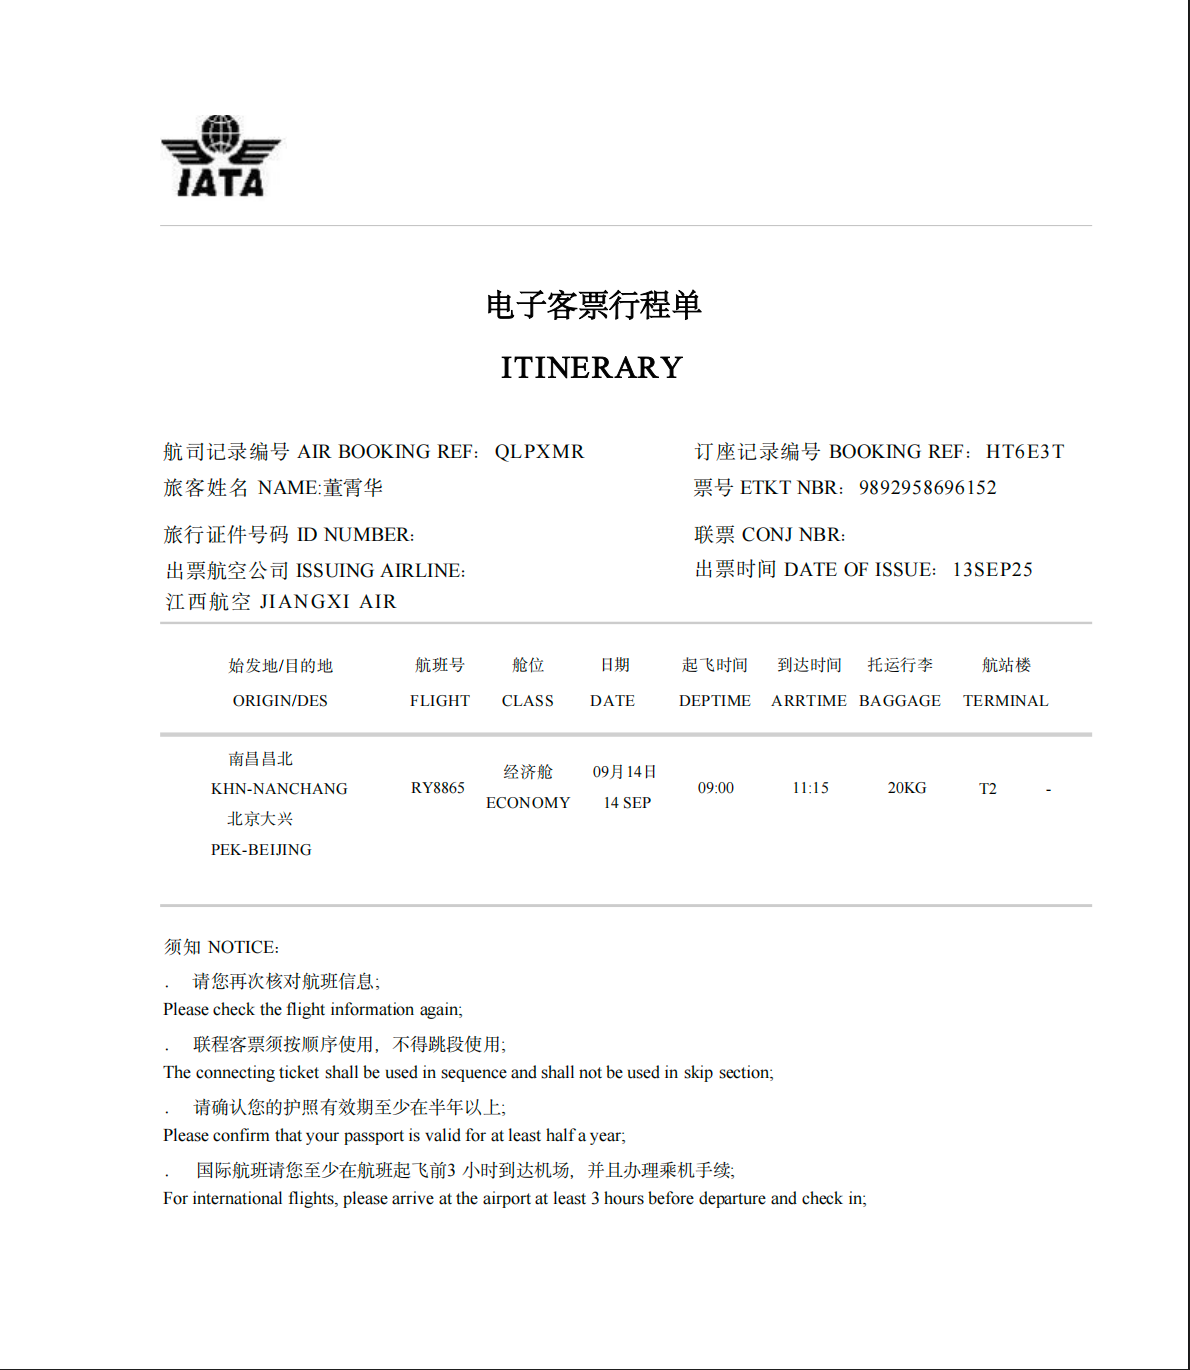 IATA
电子客票行程单
ITINERARY
航司记录编号 AIR BOOKING REF： QLPXMR 订座记录编号 BOOKING REF： HT6E3T
旅客姓名 NAME:董霄华 票号 ETKT NBR： 9892958696152
旅行证件号码 ID NUMBER： 联票 CONJ NBR：
出票航空公司 ISSUING AIRLINE： 出票时间 DATE OF ISSUE： 13SEP25
江西航空 JIANGXI AIR
始发地/目的地 航班号 舱位 日期 起飞时间 到达时间 托运行李 航站楼
ORIGIN/DES FLIGHT CLASS DATE DEPTIME ARRTIME BAGGAGE TERMINAL
南昌昌北 经济舱 09月14日
KHN-NANCHANG RY8865 ECONOMY 14 SEP 09:00 11:15 20KG T2 -
北京大兴
PEK-BEIJING
须知 NOTICE：
． 请您再次核对航班信息;
Please check the flight information again;
． 联程客票须按顺序使用，不得跳段使用;
The connecting ticket shall be used in sequence and shall not be used in skip section;
． 请确认您的护照有效期至少在半年以上;
Please confirm that your passport is valid for at least half a year;
． 国际航班请您至少在航班起飞前3 小时到达机场，并且办理乘机手续;
For international flights, please arrive at the airport at least 3 hours before departure and check in;